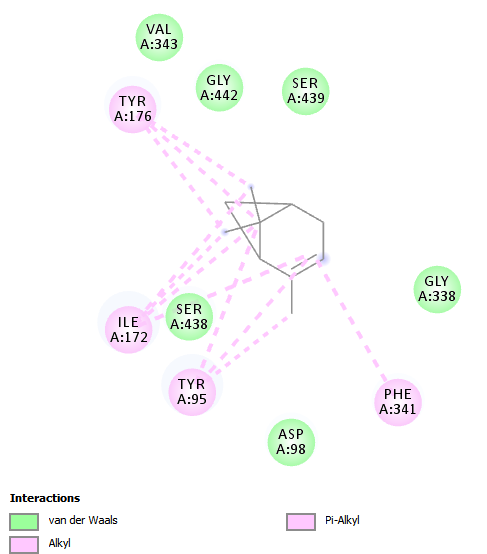 VAL
A:343
GLY
A:442
SER
A:439
TYR
A:176
GLY
A:338
SER
A:438
ILE
A:172
TYR
A:95
PHE
A:341
ASP
A:98
Interactions
van der Waals
Pi-Alkyl
Alkyl